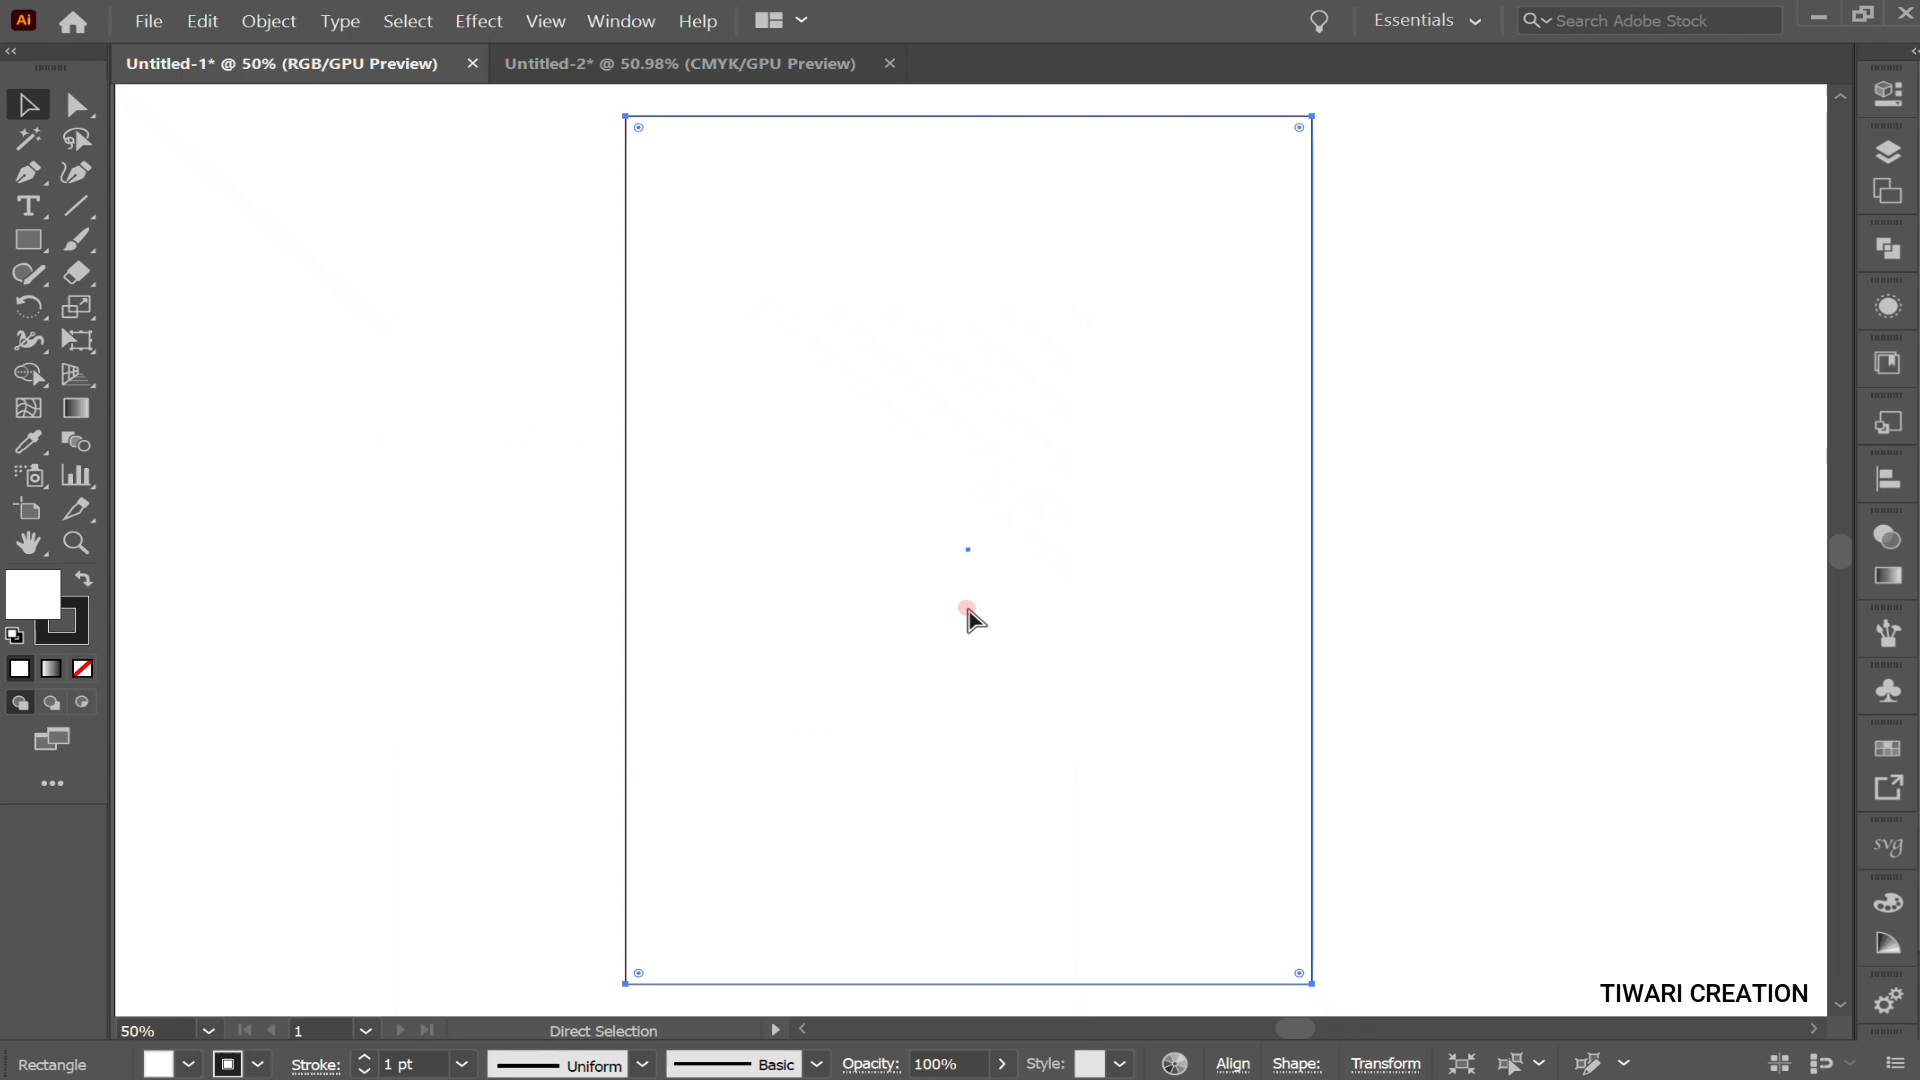 Ai File Edit Object Type Select Effect View Window Help Essentials Search Adobe Stock
Untitled-1* @ 50% (RGB/GPU Preview) Untitled-2* @ 50.98% (CMYK/GPU Preview)
T
svg
TIWARI CREATION
50% 1 Direct Selection
Rectangle Stroke: 1 pt Uniform Basic Opacity: 100% Style: Align Shape: Transform